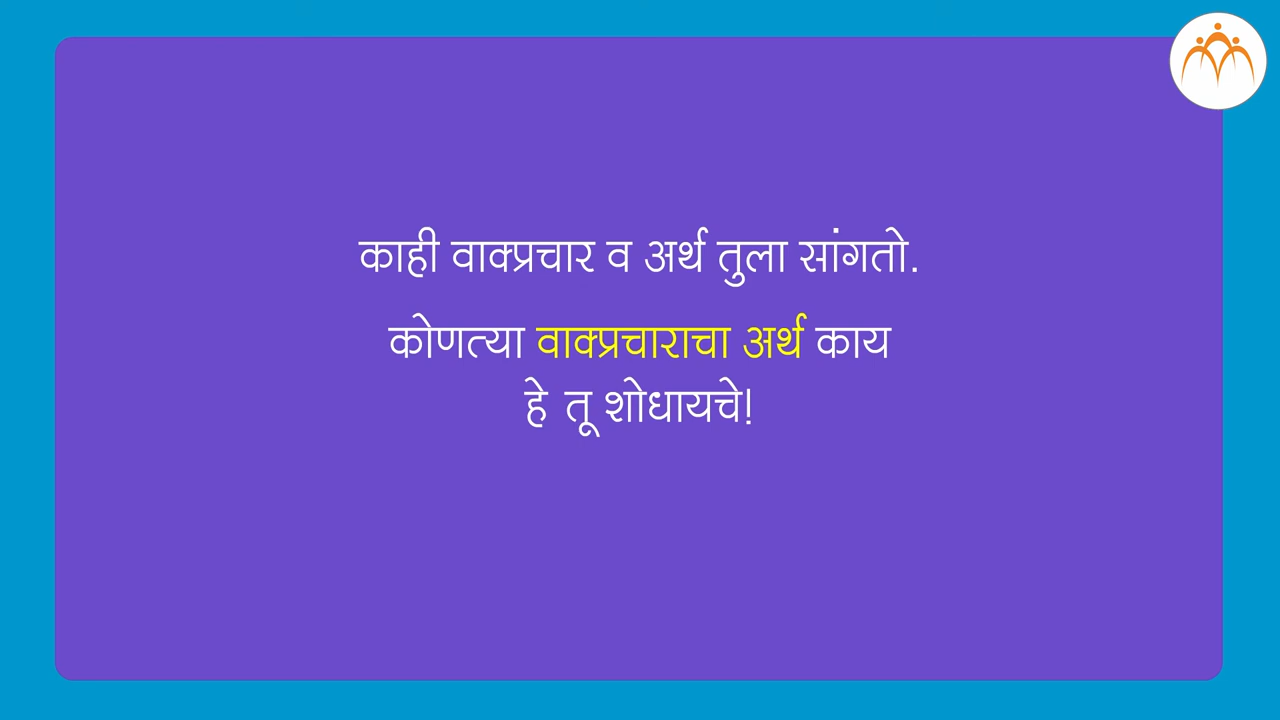 काही वाक्प्रचार व अर्थ तुला सांगतो.
कोणत्या वाक्प्रचाराचा अर्थ काय
हे तू शोधायचे!